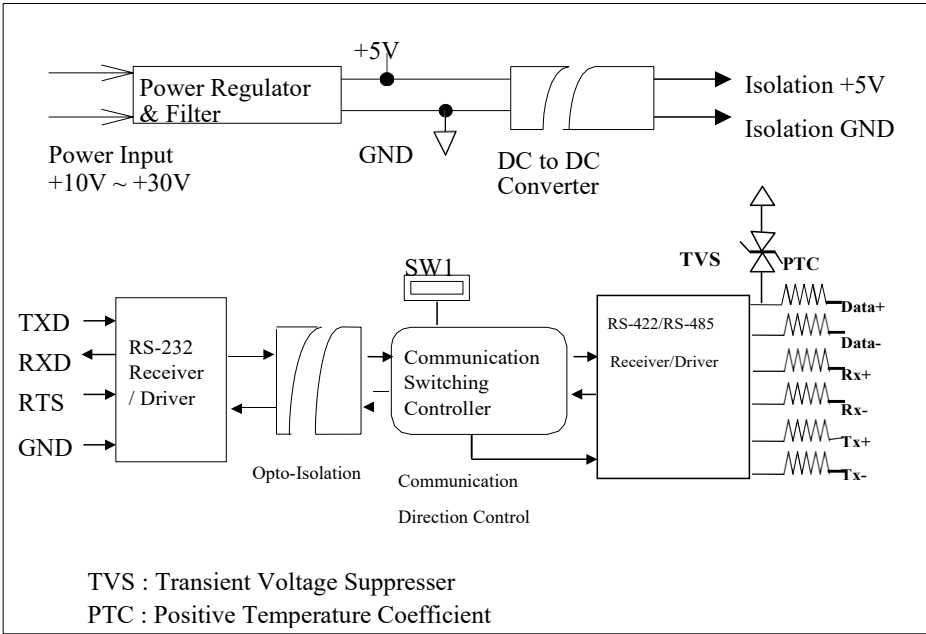 +5V
Power Regulator
& Filter
Isolation +5V
Isolation GND
Power Input
+10V ~ +30V
GND
DC to DC
Converter
TVS
PTC
SW1
TXD
RXD
RTS
GND
RS-232
Receiver
/ Driver
Opto-Isolation
Communication
Switching
Controller
Communication
Direction Control
RS-422/RS-485
Receiver/Driver
Data+
Data-
Rx+
Rx-
Tx+
Tx-
TVS : Transient Voltage Suppresser
PTC : Positive Temperature Coefficient